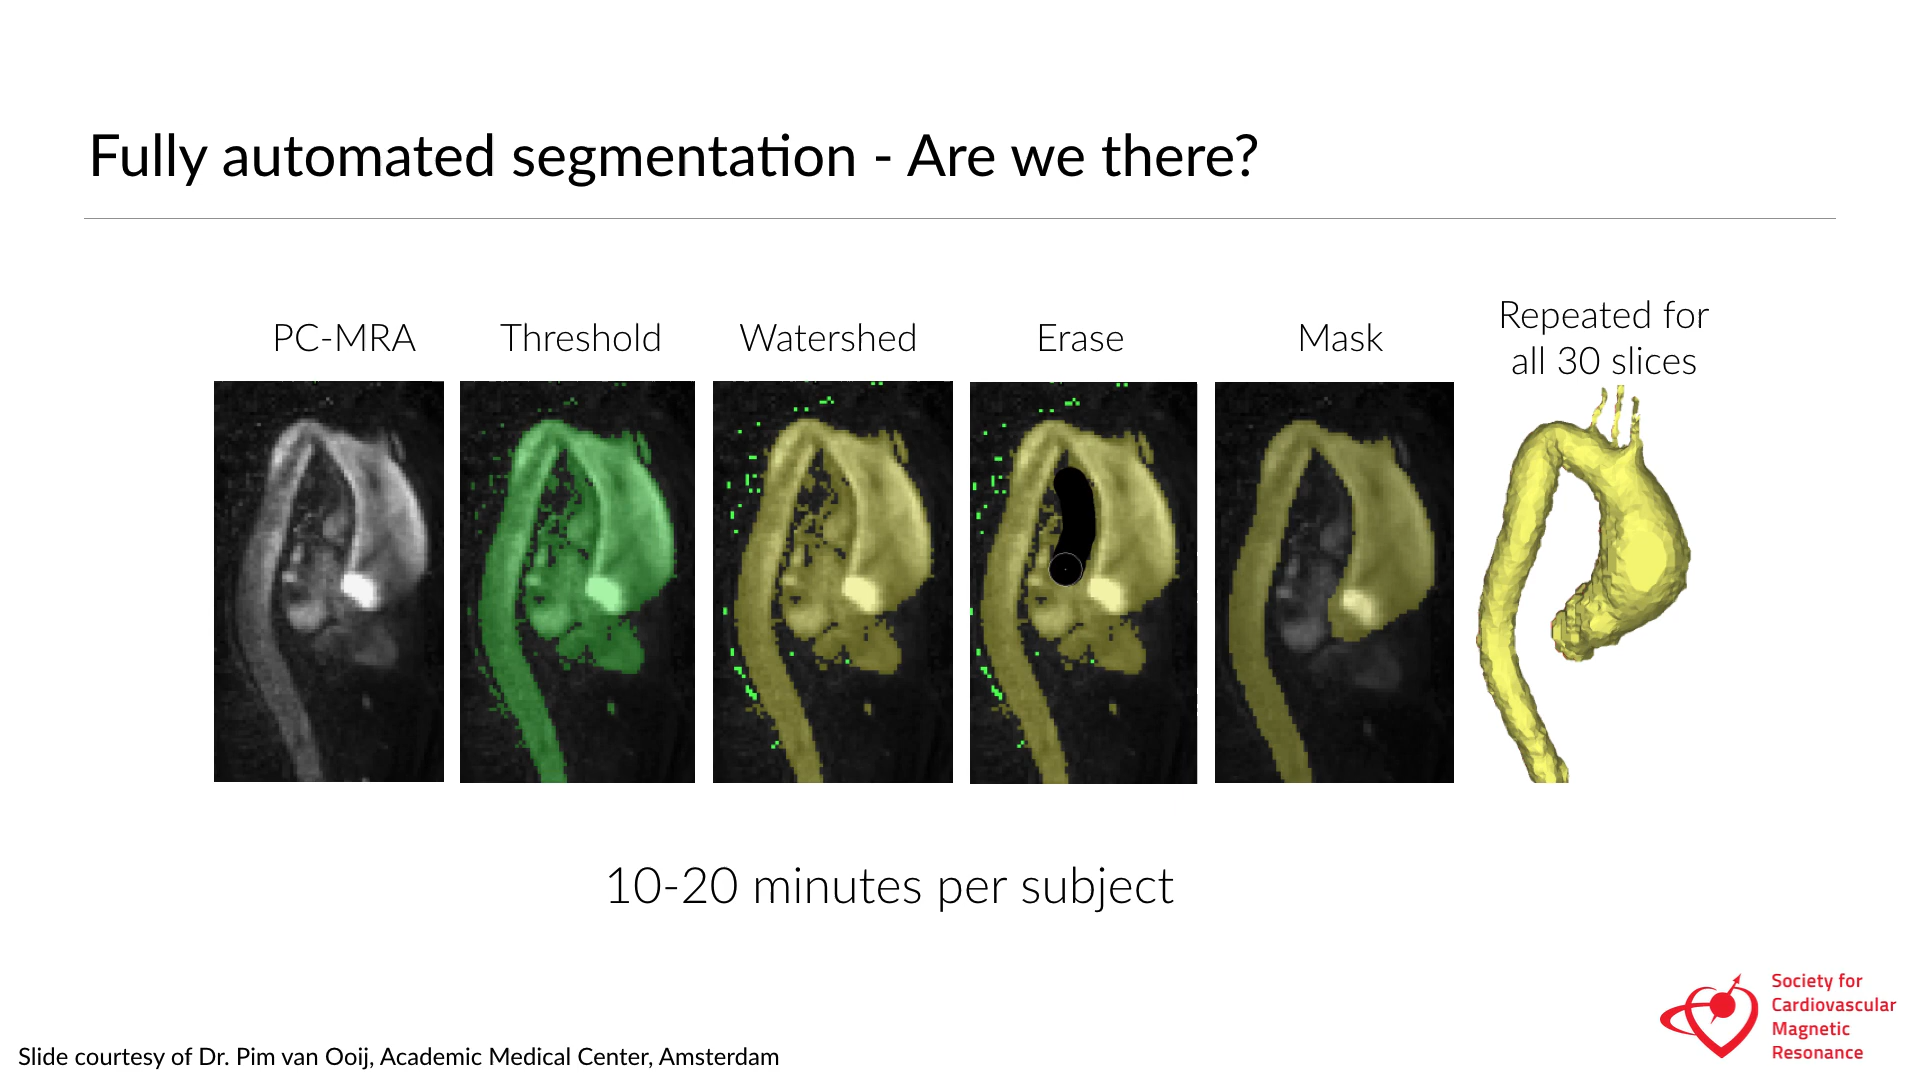 Fully automated segmentation - Are we there?
PC-MRA
Threshold
Watershed
Erase
Mask
Repeated for
all 30 slices
10-20 minutes per subject
Society for
Cardiovascular
Magnetic
Resonance
Slide courtesy of Dr. Pim van Ooij, Academic Medical Center, Amsterdam